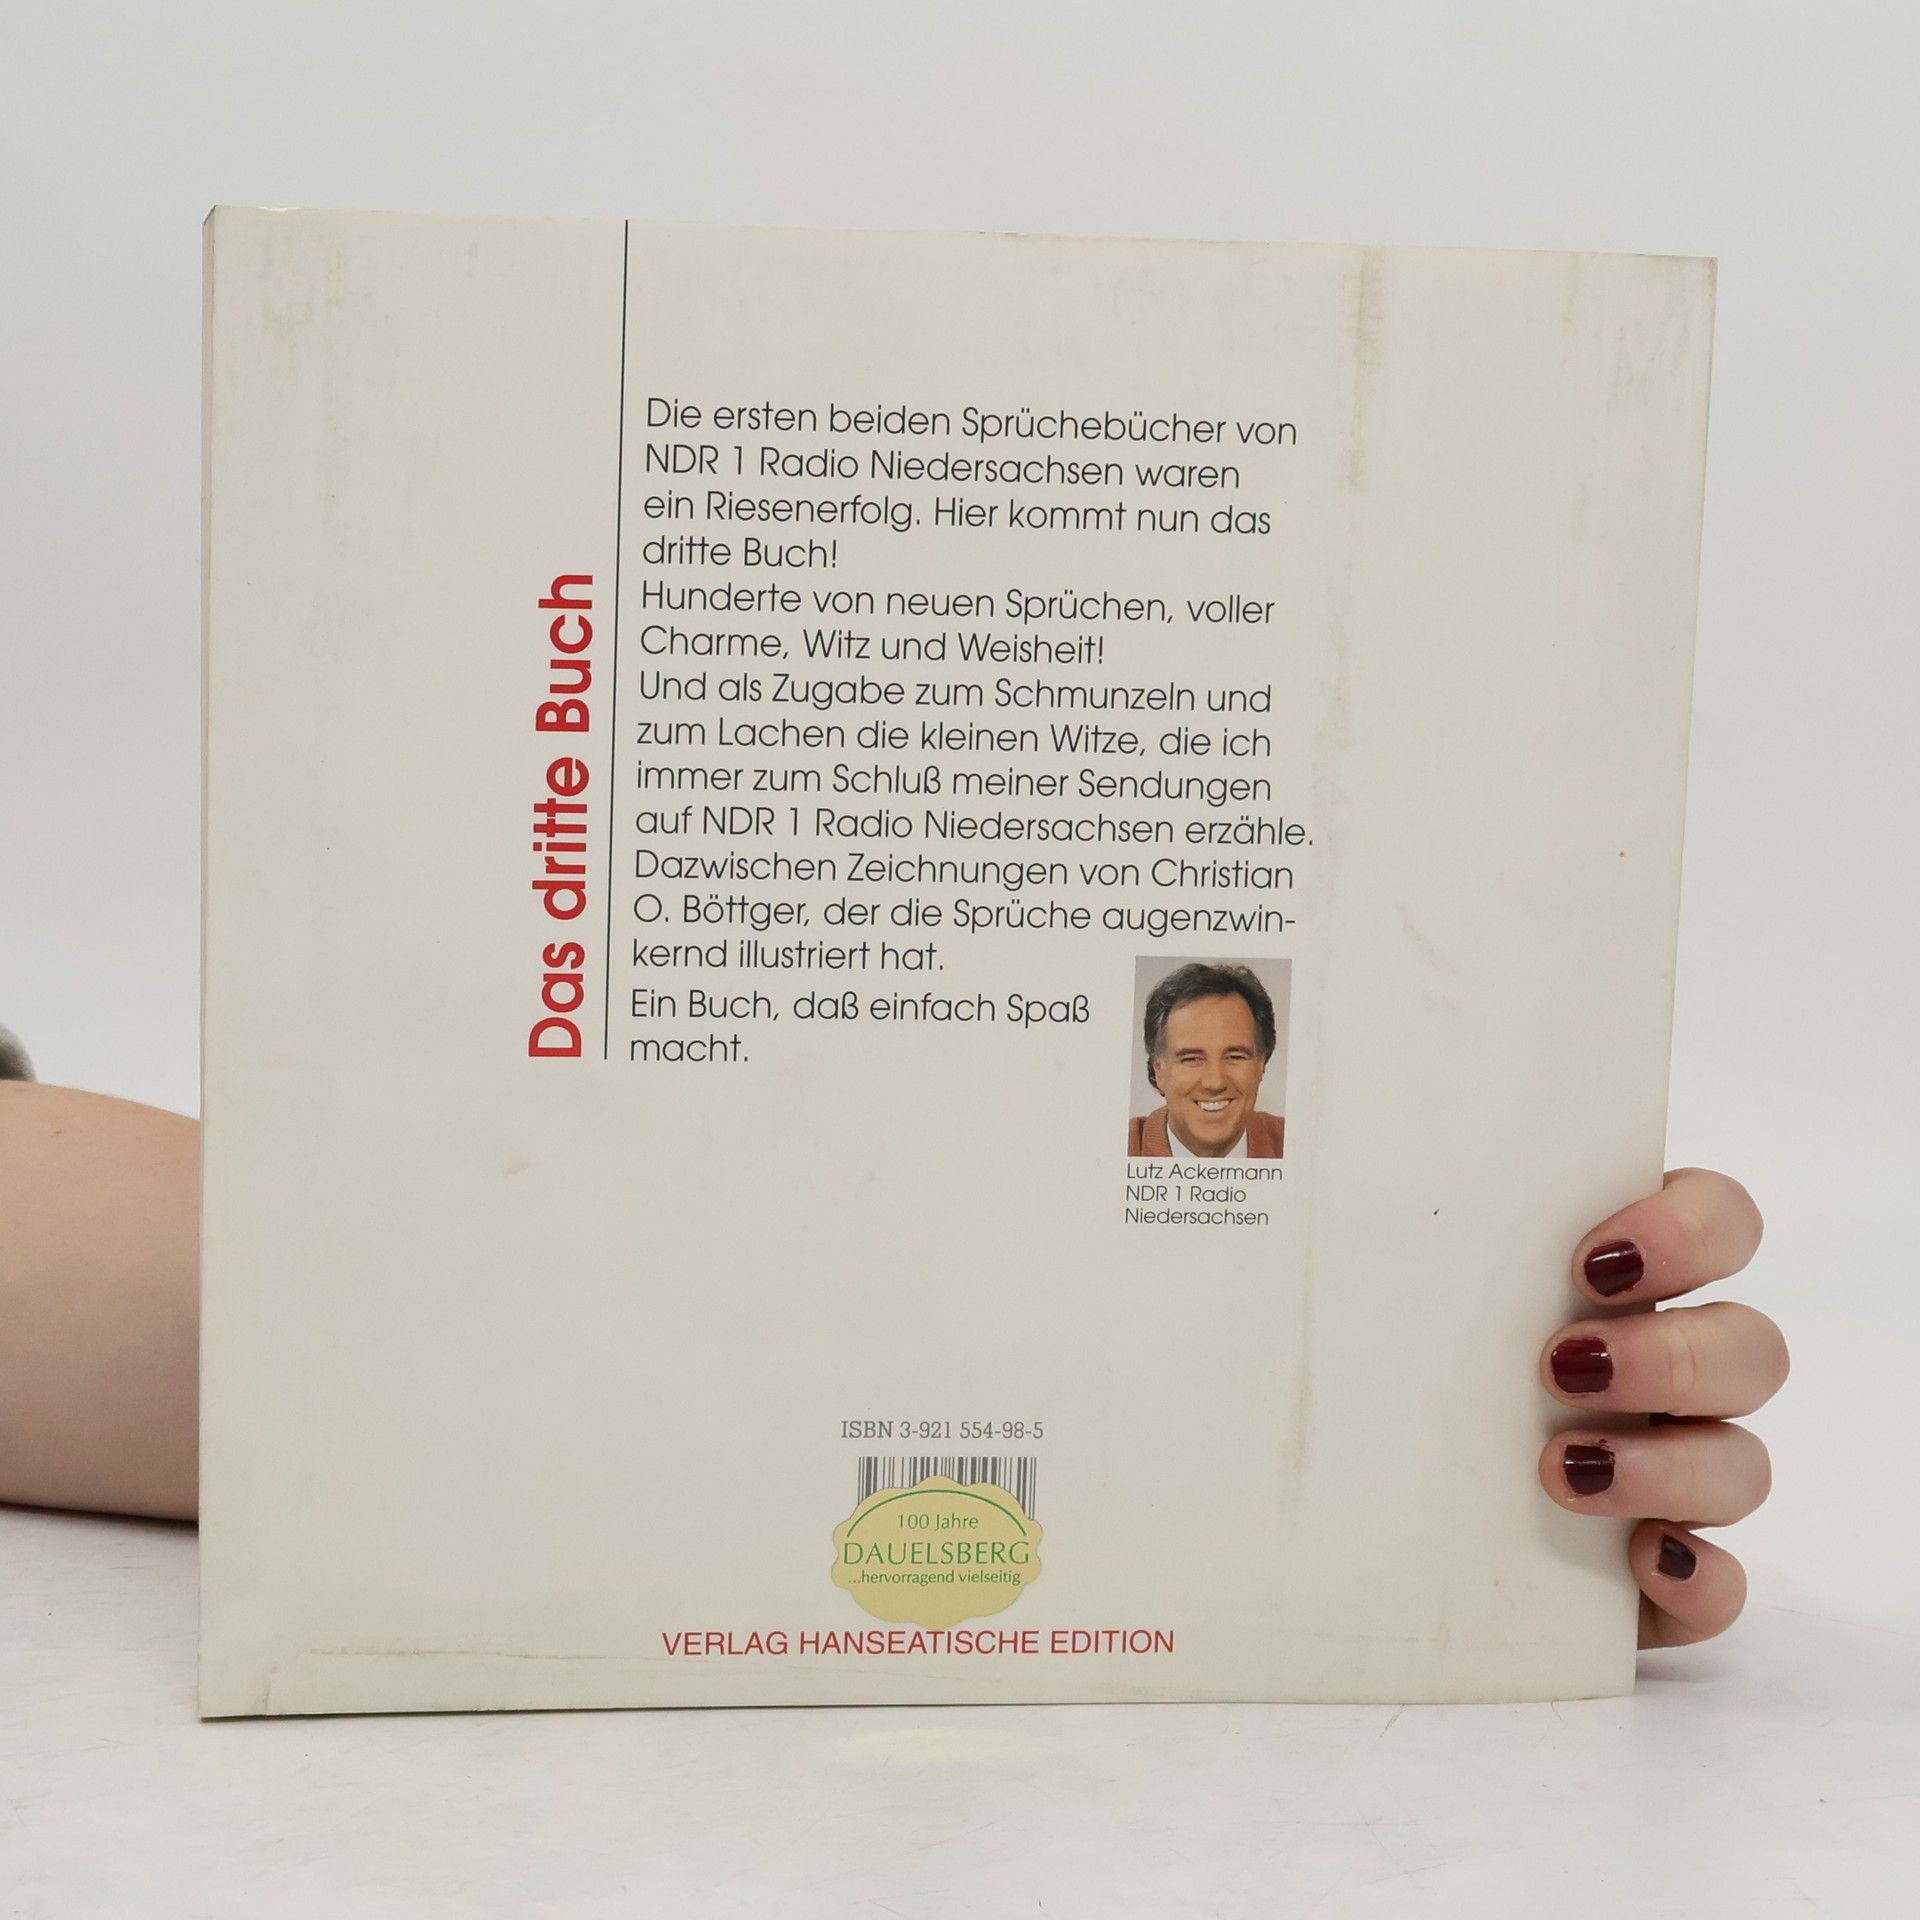 Das dritte Buch
Die ersten beiden Sprüchebücher von
NDR 1 Radio Niedersachsen waren
ein Riesenerfolg. Hier kommt nun das
dritte Buch!
Hunderte von neuen Sprüchen, voller
Charme, Witz und Weisheit!
Und als Zugabe zum Schmunzeln und
zum Lachen die kleinen Witze, die ich
immer zum Schluß meiner Sendungen
auf NDR 1 Radio Niedersachsen erzähle.
Dazwischen Zeichnungen von Christian
O. Böttger, der die Sprüche augenzwin-
kernd illustriert hat.
Ein Buch, daß einfach Spaß
macht.
Lutz Ackermann
NDR 1 Radio
Niedersachsen
ISBN 3-921 554-98-5
100 Jahre
DAUELSBERG
...hervorragend vielseitig
VERLAG HANSEATISCHE EDITION